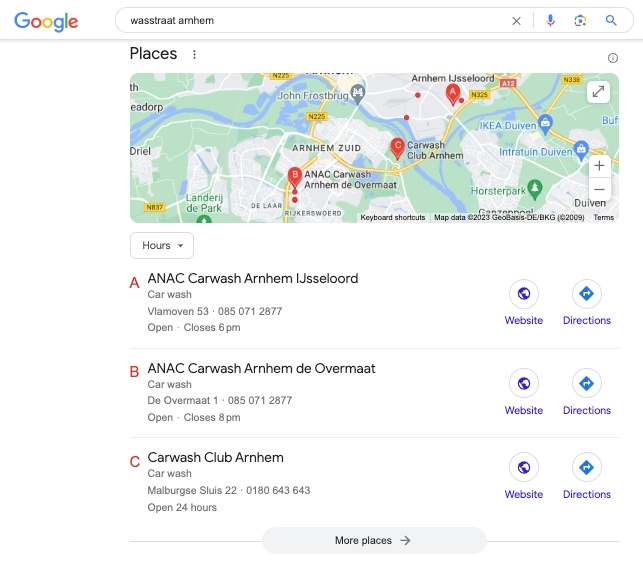 Google
wasstraat arnhem
Places
N225
Arnhem IJsseloord
N338
A12
John Frostbrug
A
N325
eadorp
N225
IKEA Duiven
Driel
ARNHEM ZUID
C
Carwash
Club Arnhem
Intratuin Duiven
B
ANAC Carwash
Arnhem de Overmaat
Landerij
de Park
Horsterpark
DE LAAR
N837
RIJKERSWOERD
Duiven
Keyboard shortcuts
Map data ©2023 GeoBasis-DE/BKG (©2009)
Terms
Hours
A
ANAC Carwash Arnhem IJsseloord
Car wash
Vlamoven 53 · 085 071 2877
Open · Closes 6 pm
Website
Directions
B
ANAC Carwash Arnhem de Overmaat
Car wash
De Overmaat 1 · 085 071 2877
Open · Closes 8 pm
Website
Directions
C
Carwash Club Arnhem
Car wash
Malburgse Sluis 22 · 0180 643 643
Open 24 hours
Website
Directions
More places